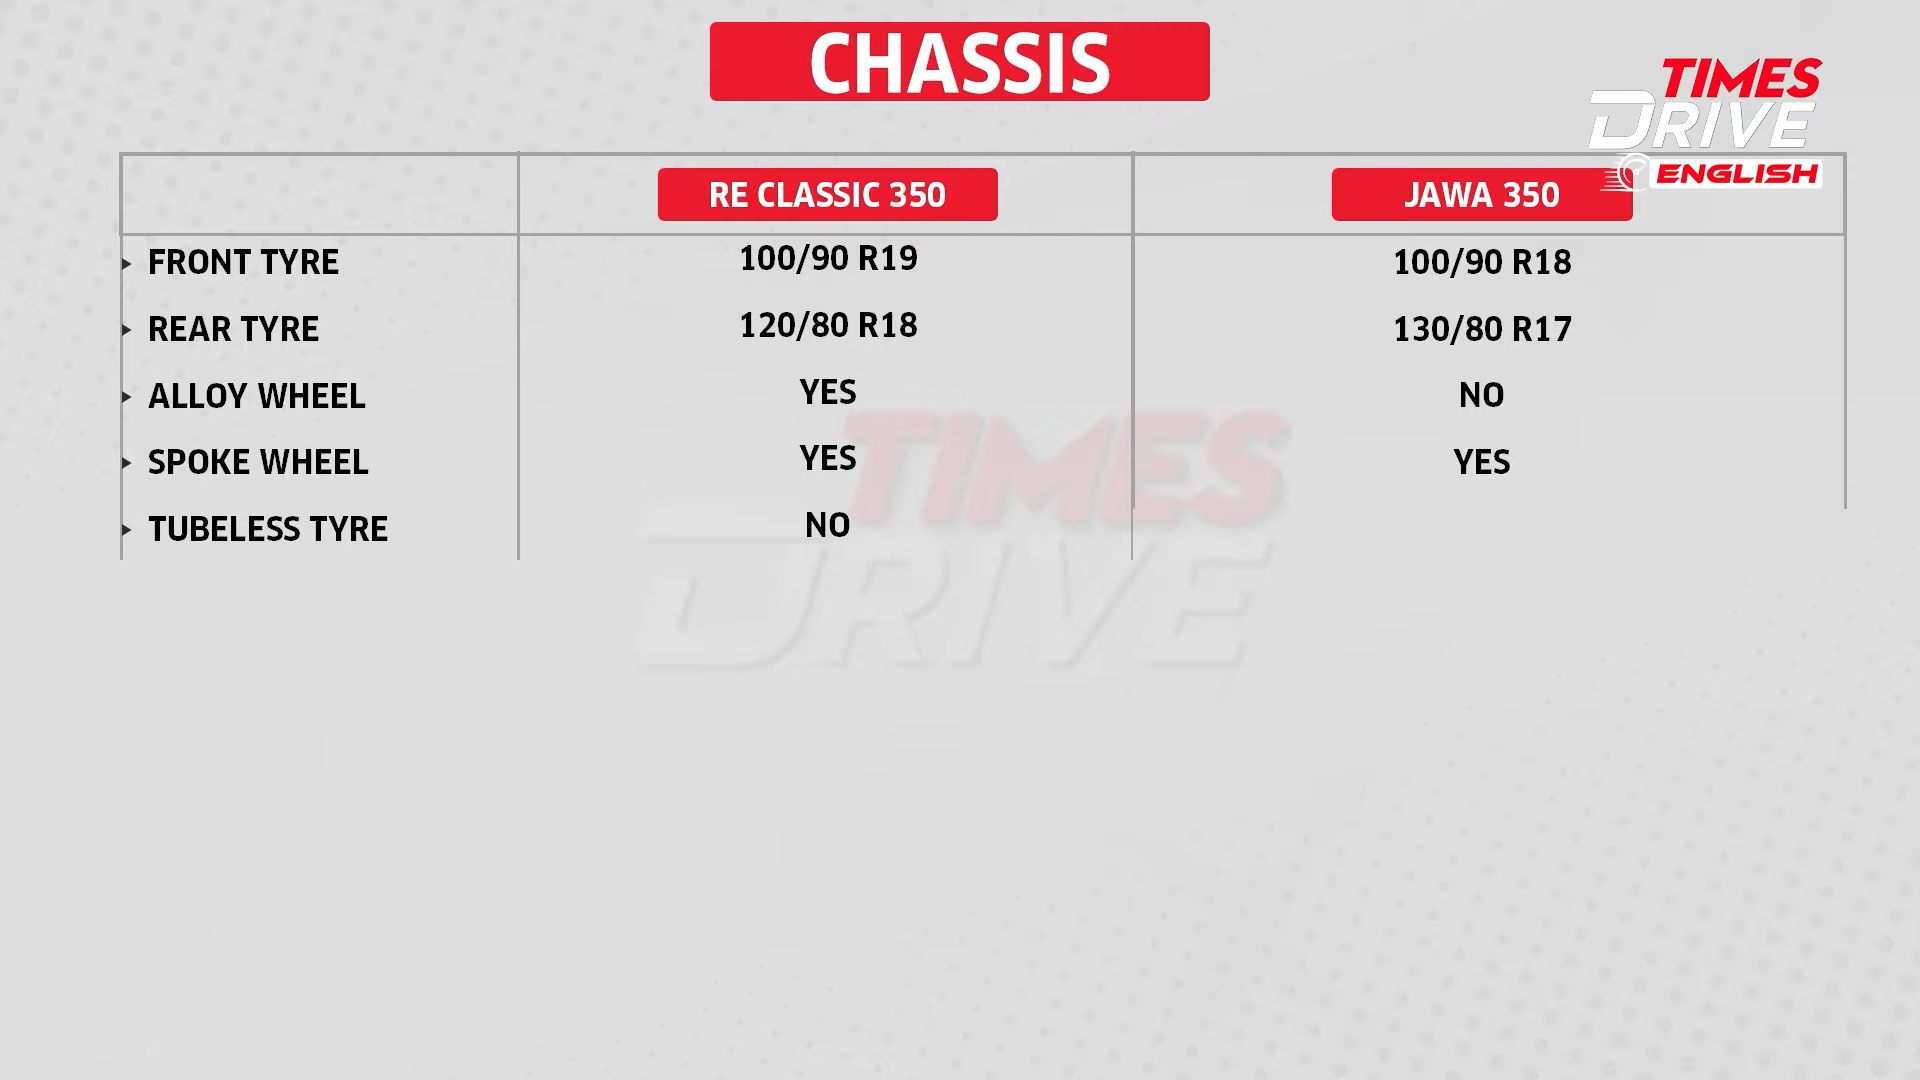 CHASSIS
TIMES
DRIVE
ENGLISH
RE CLASSIC 350 JAWA 350
FRONT TYRE 100/90 R19 100/90 R18
REAR TYRE 120/80 R18 130/80 R17
ALLOY WHEEL YES NO
SPOKE WHEEL YES YES
TUBELESS TYRE NO
TIMES
DRIVE